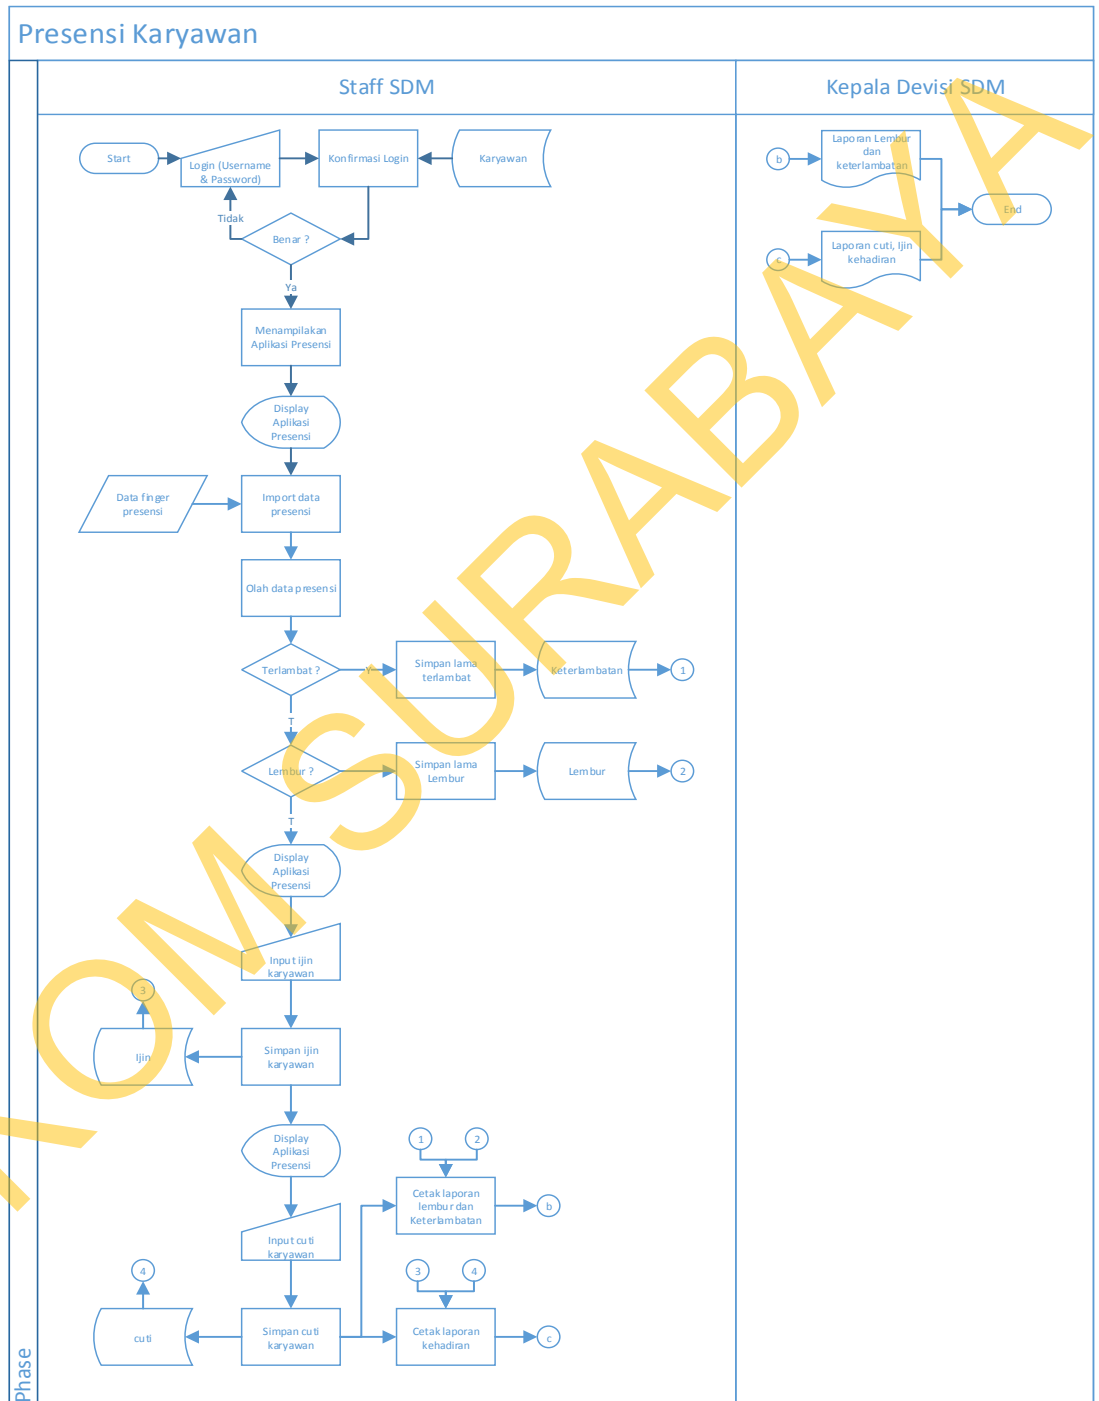 Presensi Karyawan
Staff SDM
Kepala Devisi SDM
Start
Login (Username
& Password)
Konfirmasi Login
Karyawan
Tidak
Benar ?
Ya
Menampilakan
Aplikasi Presensi
Display
Aplikasi
Presensi
Data finger
presensi
Import data
presensi
Olah data presensi
Terlambat ?
Y
Simpan lama
terlambat
Keterlambatan
1
T
Lembur ?
Simpan lama
Lembur
Lembur
2
T
Display
Aplikasi
Presensi
Input ijin
karyawan
3
Ijin
Simpan ijin
karyawan
Display
Aplikasi
Presensi
1
2
Cetak laporan
lembur dan
Keterlambatan
b
Input cuti
karyawan
4
3
4
cuti
Simpan cuti
karyawan
Cetak laporan
kehadiran
c
b
Laporan Lembur
dan
keterlambatan
End
c
Laporan cuti, Ijin
kehadiran
Phase
KOM SURABAYA